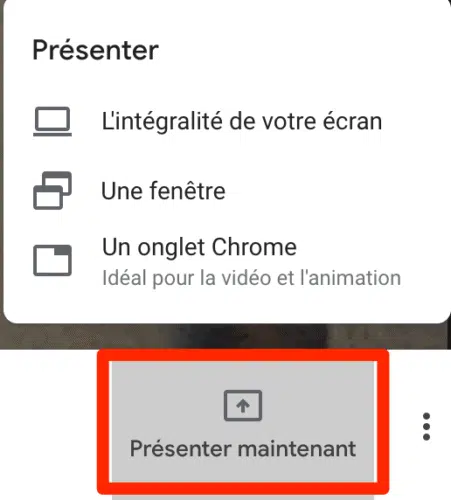 Présenter
L'intégralité de votre écran
Une fenêtre
Un onglet Chrome
Idéal pour la vidéo et l'animation
Présenter maintenant